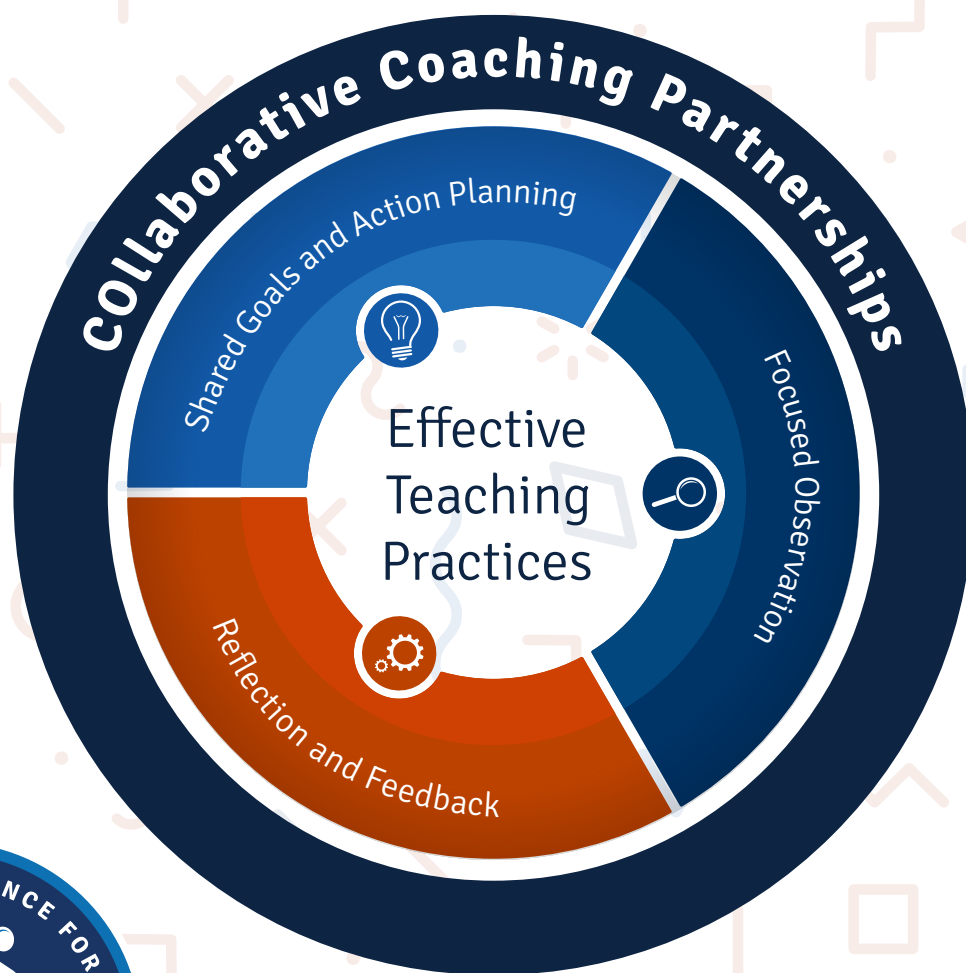 COllaborative Coaching Partnerships
Shared Goals and Action Planning
Focused Observation
Reflection and Feedback
Effective
Teaching
Practices
NCE FOR